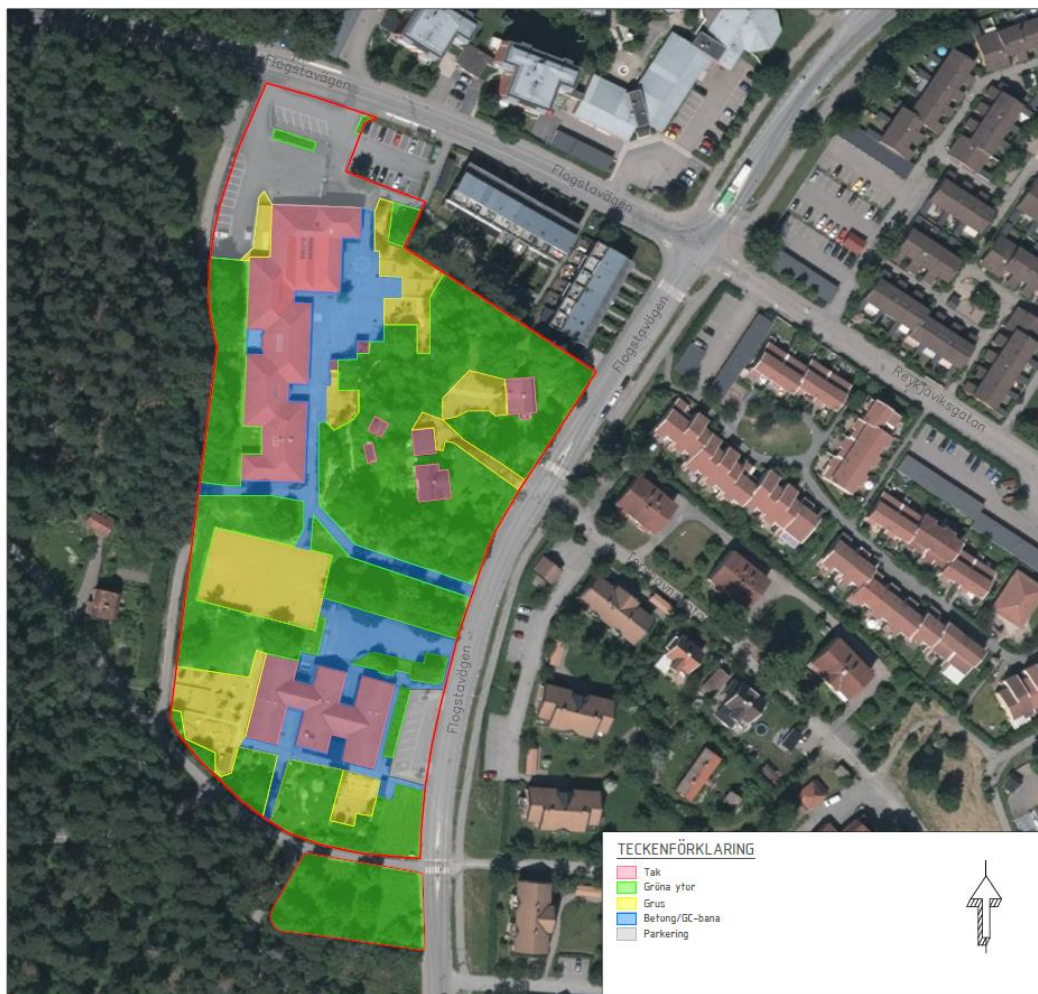 Flogstavägen
Flogstavägen
Flogstavägen
Reykjaviksgatan
Flogstavägen
TECKENFÖRKLARING
Tak
Gröna ytor
Grus
Betong/GC-bana
Parkering